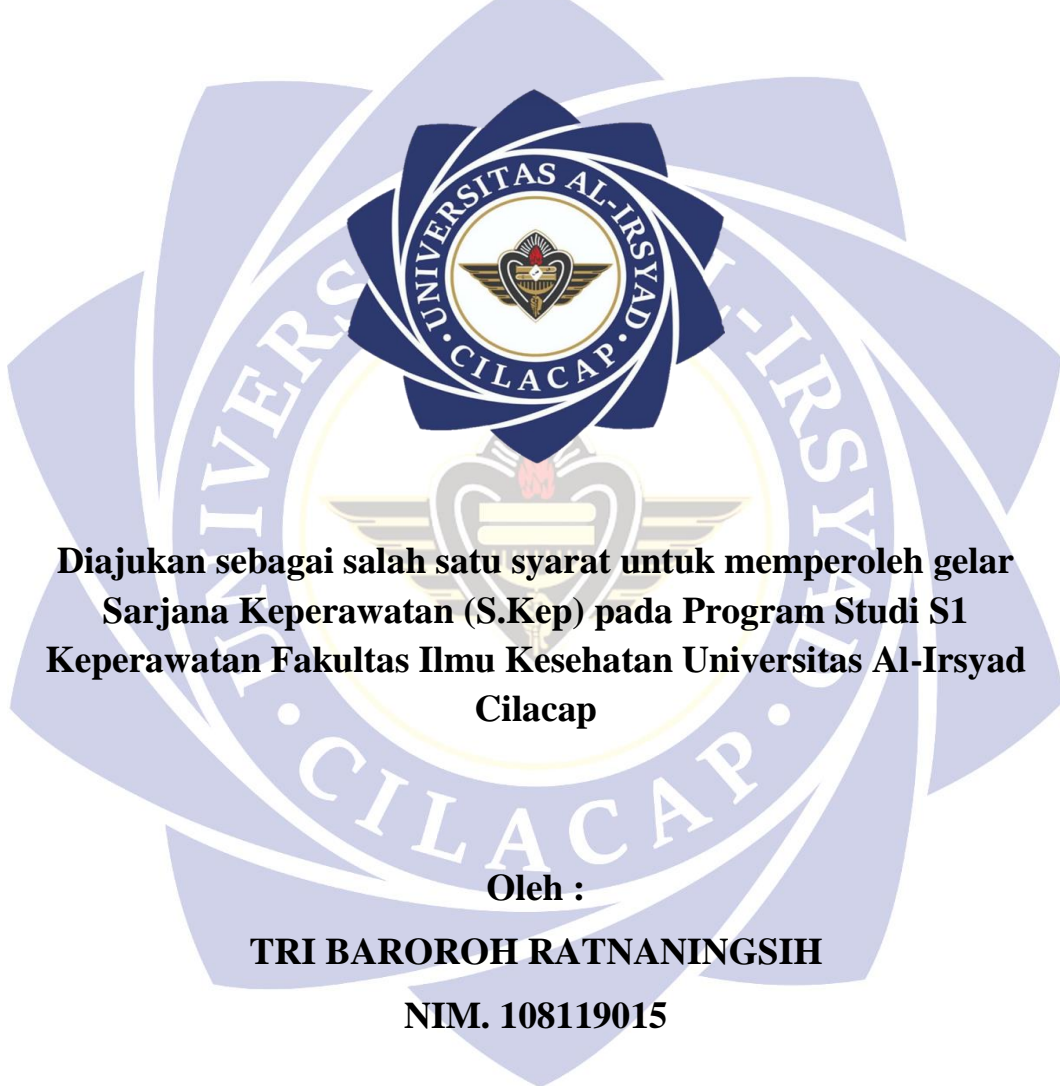 UNIVERSITAS AL-IRSYAD
• CILACAP •
Diajukan sebagai salah satu syarat untuk memperoleh gelar
Sarjana Keperawatan (S.Kep) pada Program Studi S1
Keperawatan Fakultas Ilmu Kesehatan Universitas Al-Irsyad
Cilacap
Oleh :
TRI BAROROH RATNANINGSIH
NIM. 108119015